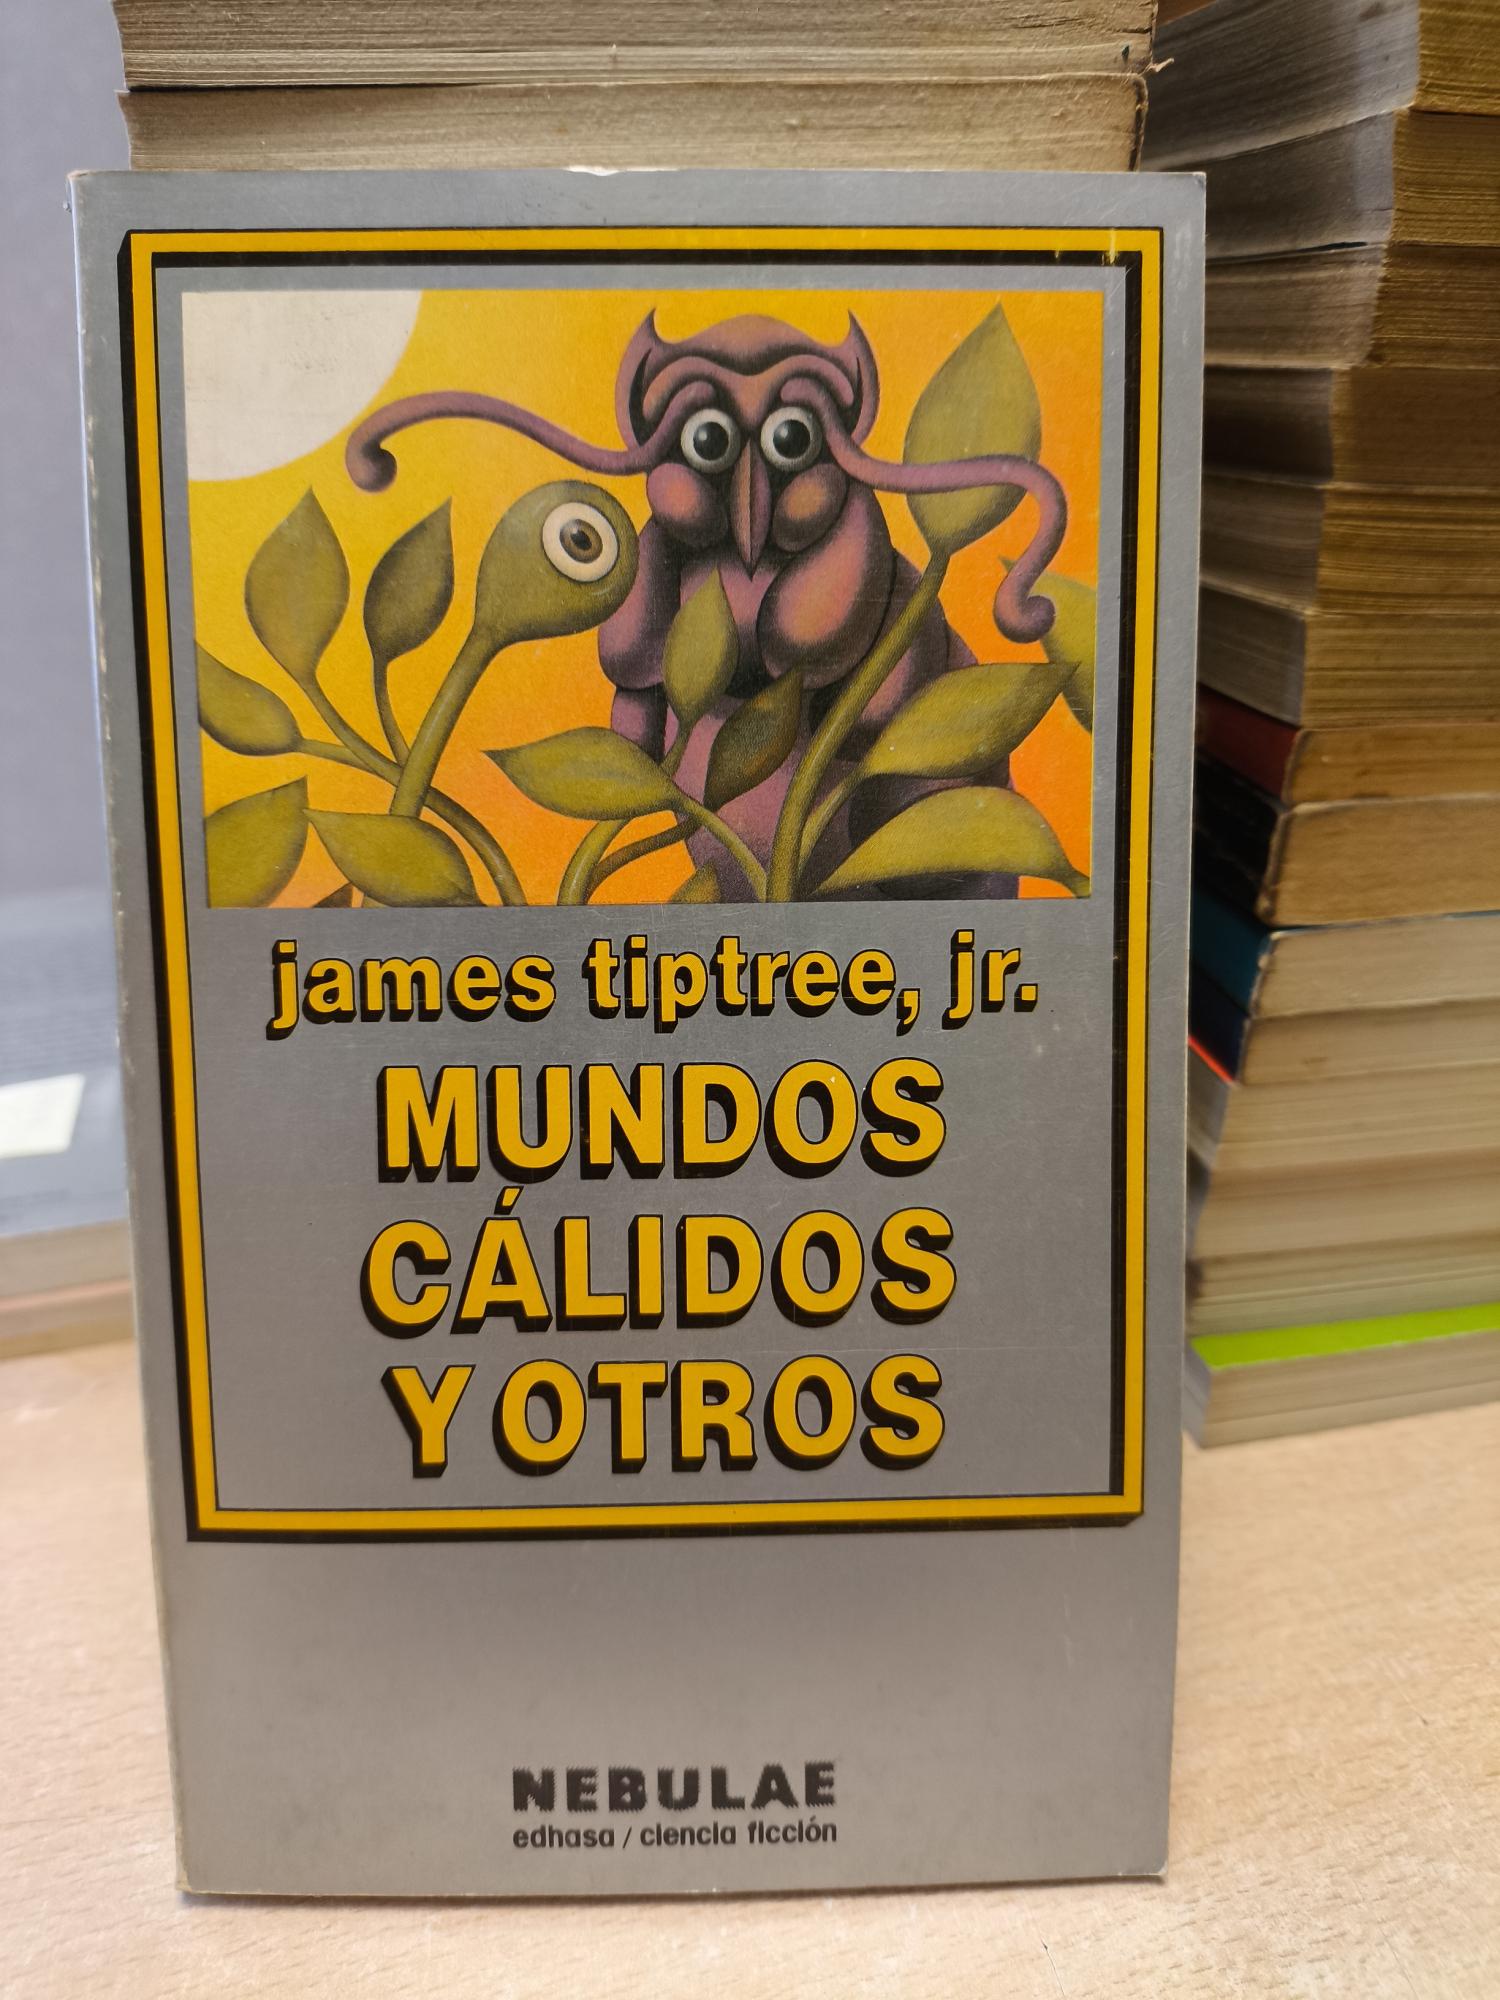 james tiptree, jr.
MUNDOS
CÁLIDOS
Y OTROS
NEBULAE
edhasa / ciencia ficción